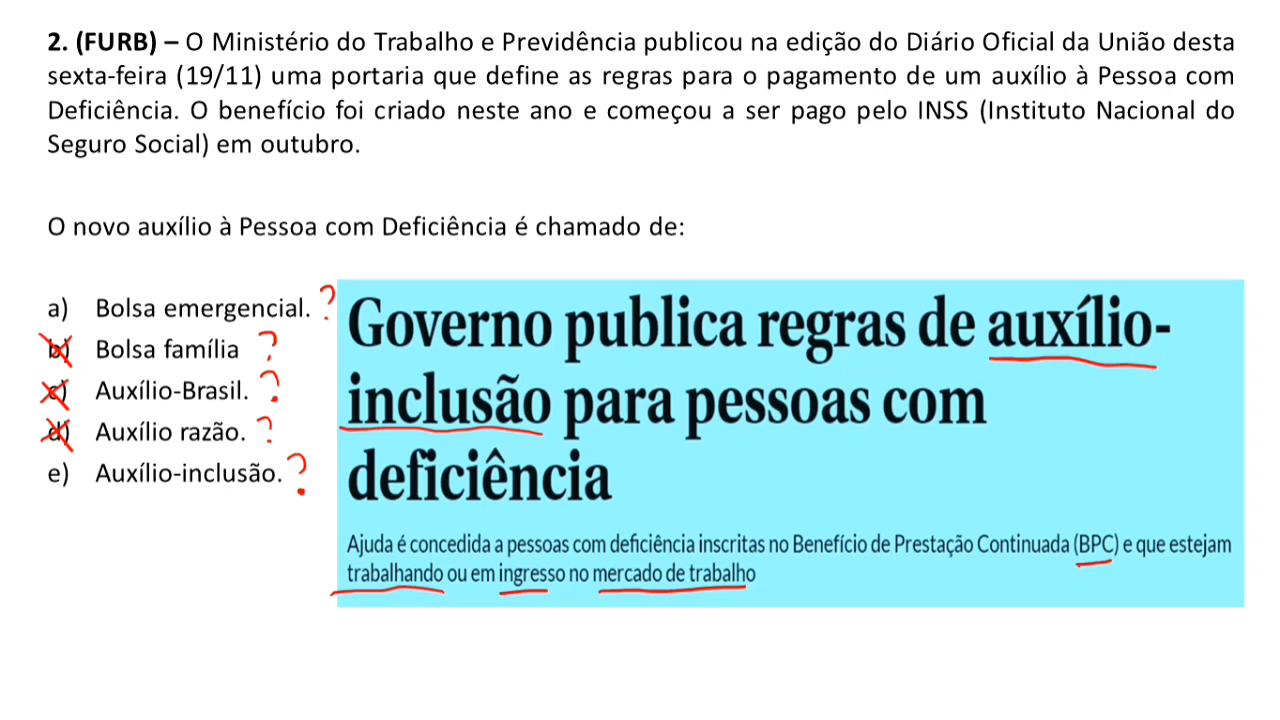 2. (FURB) – O Ministério do Trabalho e Previdência publicou na edição do Diário Oficial da União desta
sexta-feira (19/11) uma portaria que define as regras para o pagamento de um auxílio à Pessoa com
Deficiência. O benefício foi criado neste ano e começou a ser pago pelo INSS (Instituto Nacional do
Seguro Social) em outubro.
O novo auxílio à Pessoa com Deficiência é chamado de:
a) Bolsa emergencial. ?
b) Bolsa família ?
c) Auxílio-Brasil. ?
d) Auxílio razão. ?
e) Auxílio-inclusão. ?
Governo publica regras de auxílio-
inclusão para pessoas com
deficiência
Ajuda é concedida a pessoas com deficiência inscritas no Benefício de Prestação Continuada (BPC) e que estejam
trabalhando ou em ingresso no mercado de trabalho